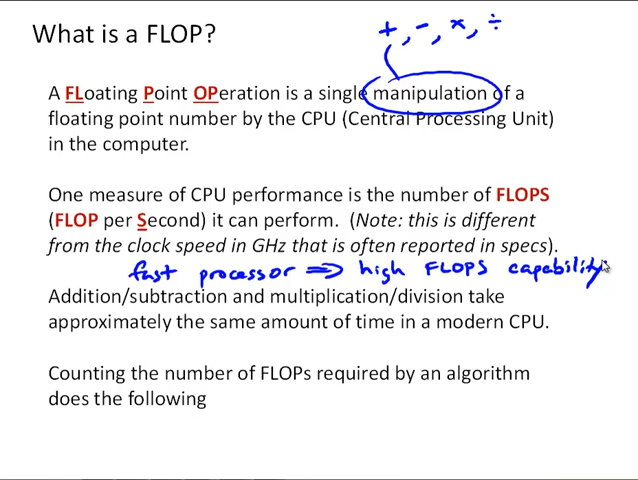 What is a FLOP?
+, -, ×, ÷
A FLoating Point OPeration is a single manipulation of a
floating point number by the CPU (Central Processing Unit)
in the computer.
One measure of CPU performance is the number of FLOPS
(FLOP per Second) it can perform. (Note: this is different
from the clock speed in GHz that is often reported in specs).
fast processor ⇒ high FLOPS capability
Addition/subtraction and multiplication/division take
approximately the same amount of time in a modern CPU.
Counting the number of FLOPs required by an algorithm
does the following